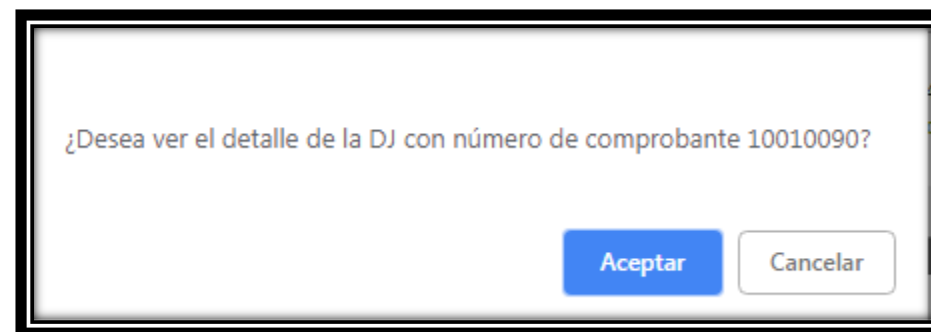 ¿Desea ver el detalle de la DJ con número de comprobante 10010090?
Aceptar Cancelar